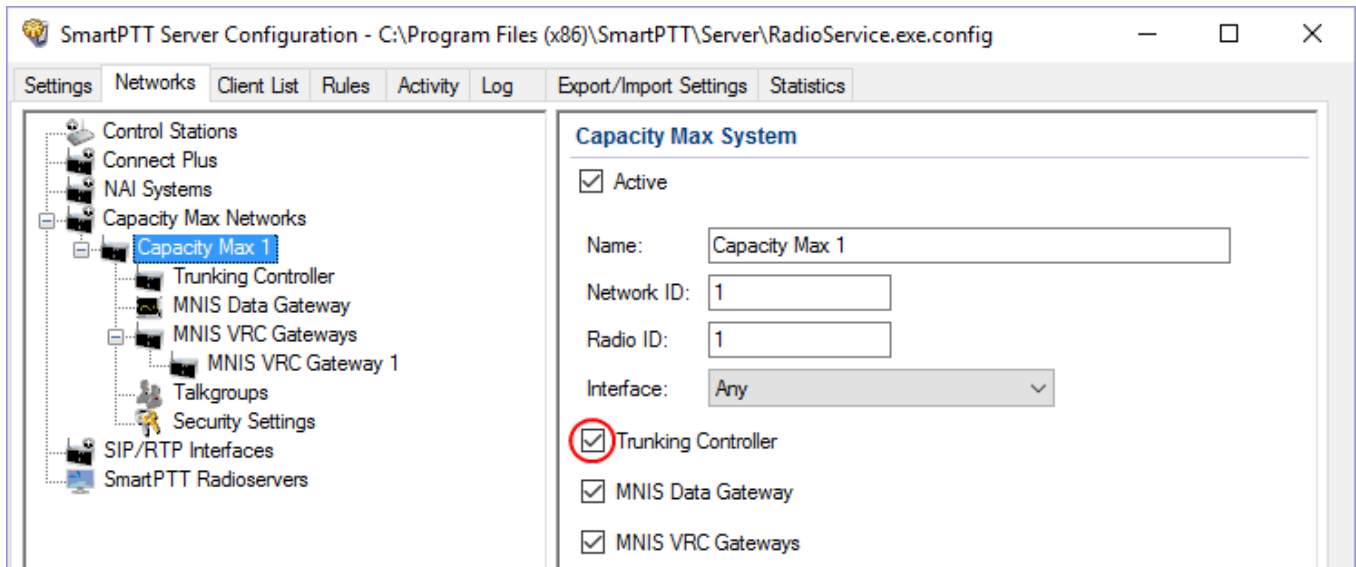 SmartPTT Server Configuration - C:\Program Files (x86)\SmartPTT\Server\RadioService.exe.config
Settings Networks Client List Rules Activity Log Export/Import Settings Statistics
Control Stations
Connect Plus
NAI Systems
Capacity Max Networks
Capacity Max 1
Trunking Controller
MNIS Data Gateway
MNIS VRC Gateways
MNIS VRC Gateway 1
Talkgroups
Security Settings
SIP/RTP Interfaces
SmartPTT Radioservers
Capacity Max System
Active
Name: Capacity Max 1
Network ID: 1
Radio ID: 1
Interface: Any
Trunking Controller
MNIS Data Gateway
MNIS VRC Gateways